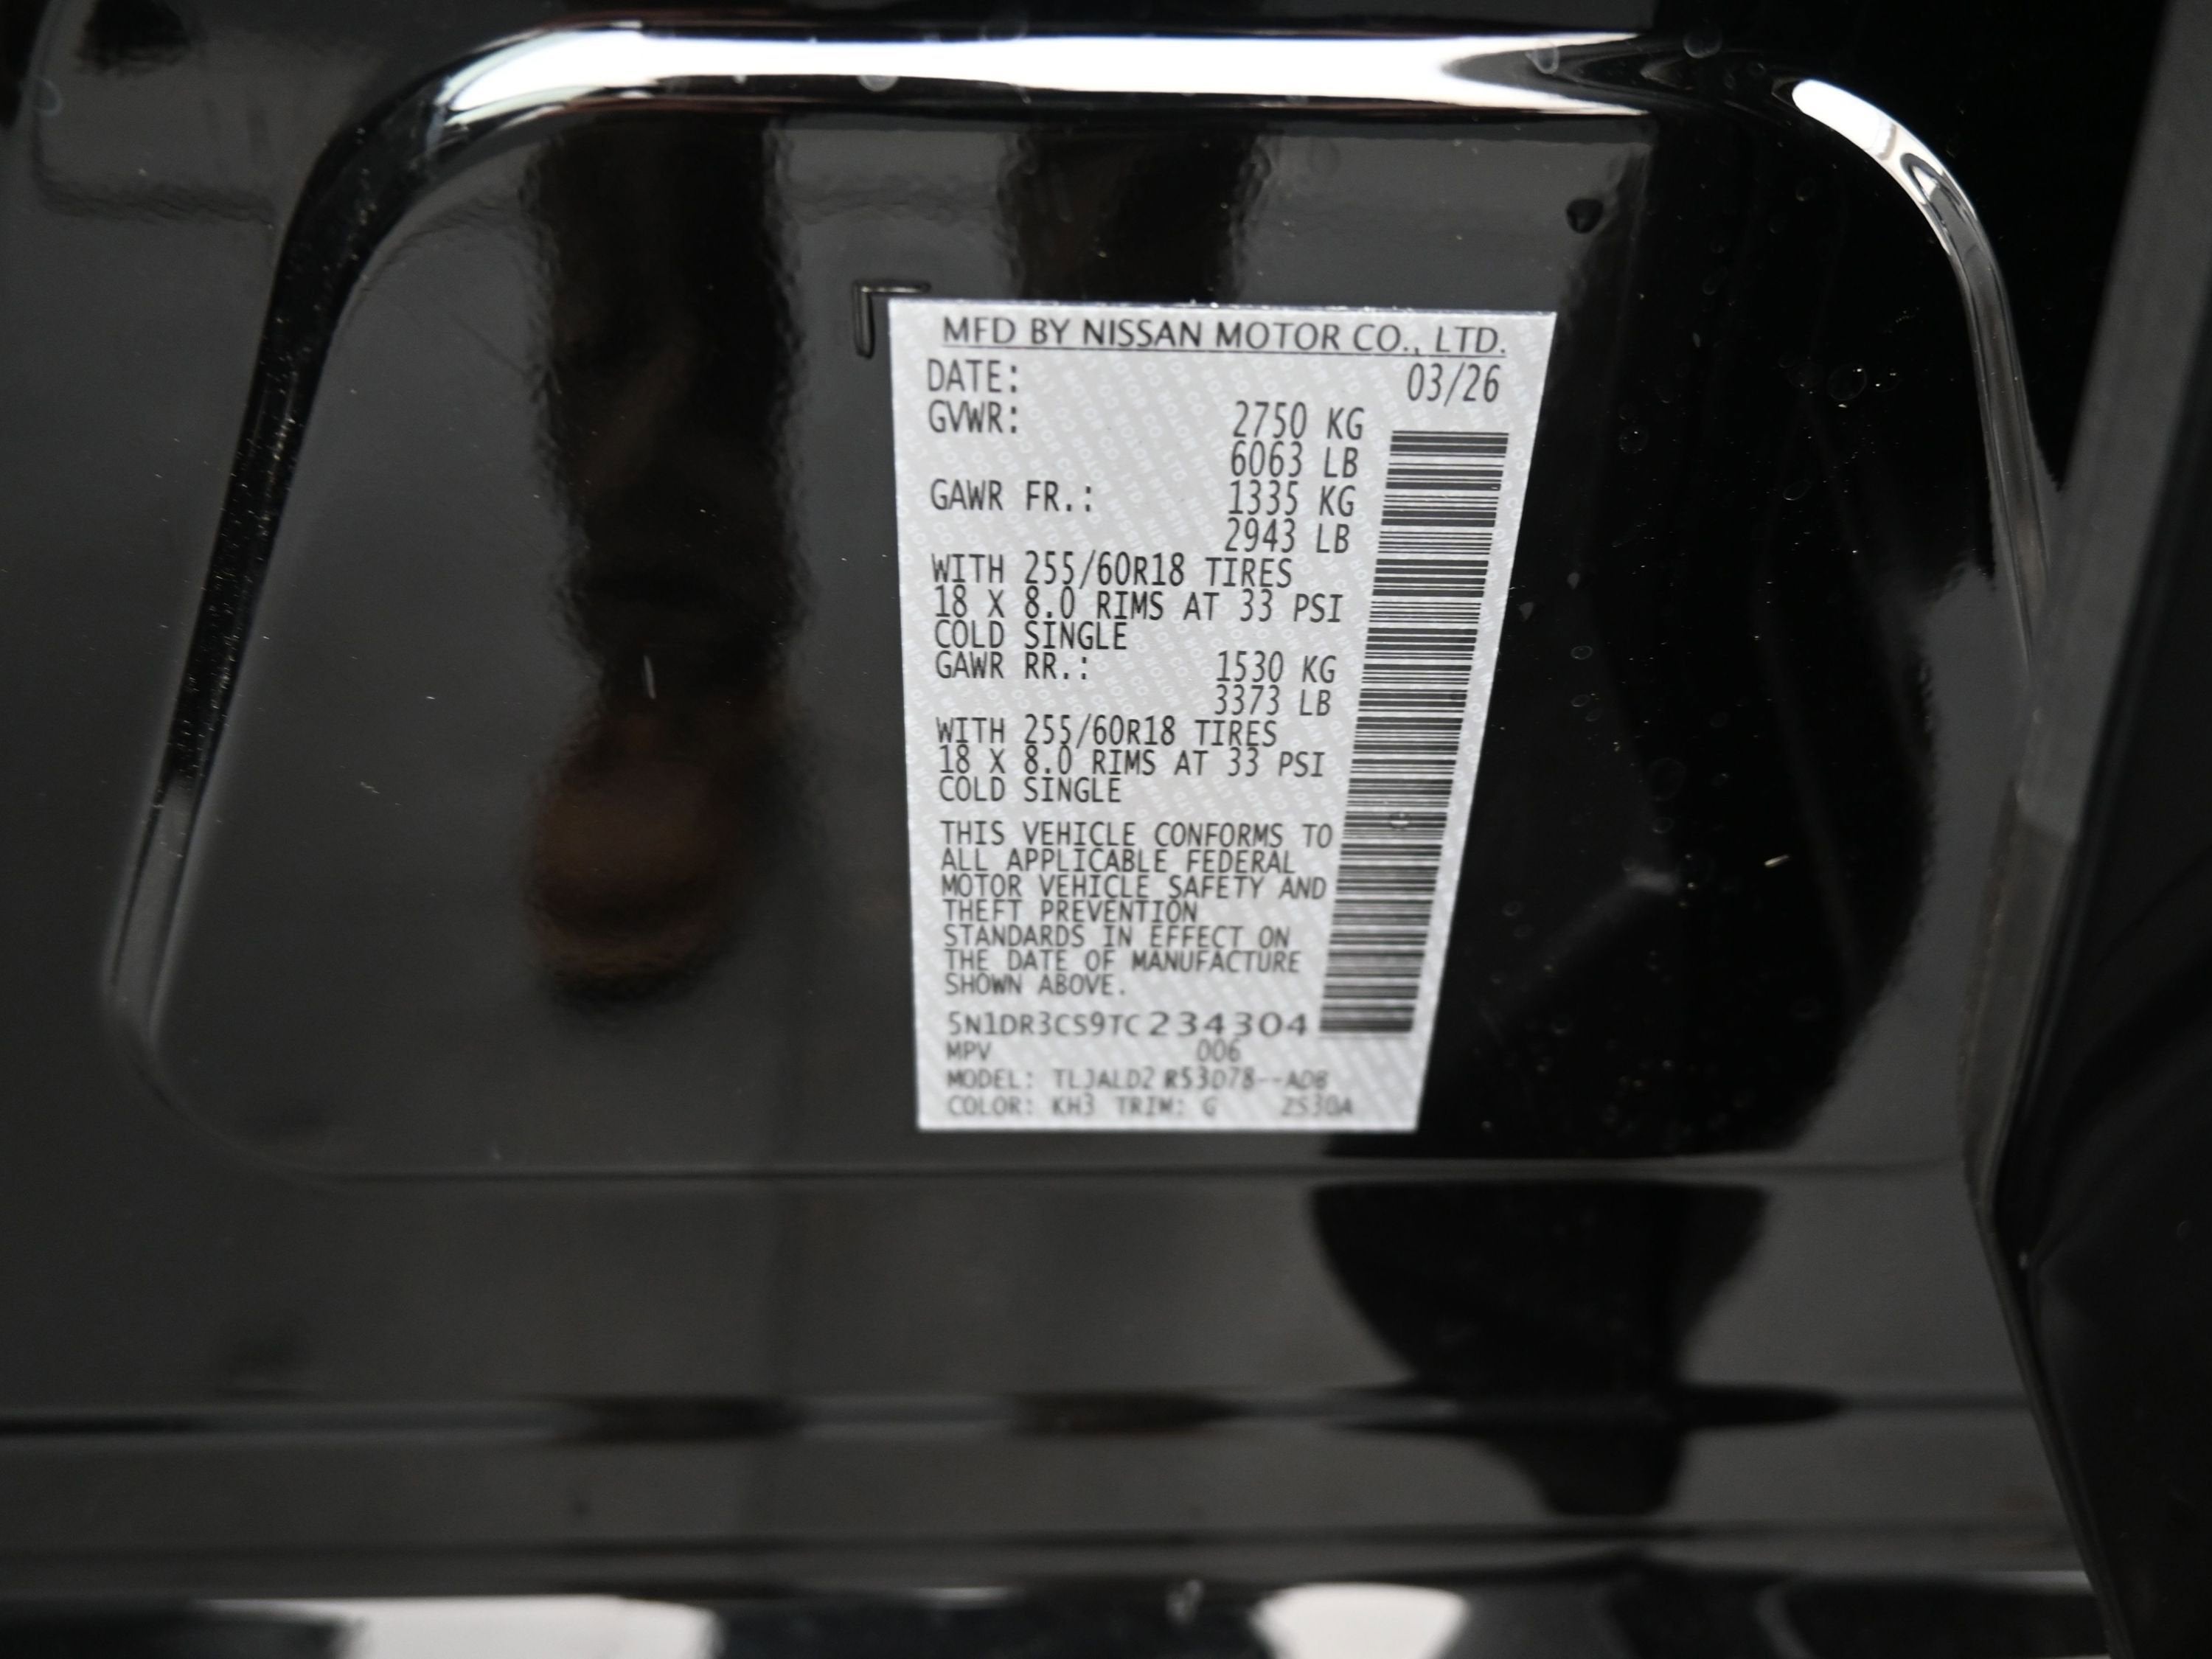 MFD BY NISSAN MOTOR CO., LTD.
DATE: 03/26
GVWR: 2750 KG
6063 LB
GAWR FR.: 1335 KG
2943 LB
WITH 255/60R18 TIRES
18 X 8.0 RIMS AT 33 PSI
COLD SINGLE
GAWR RR.: 1530 KG
3373 LB
WITH 255/60R18 TIRES
18 X 8.0 RIMS AT 33 PSI
COLD SINGLE
THIS VEHICLE CONFORMS TO
ALL APPLICABLE FEDERAL
MOTOR VEHICLE SAFETY AND
THEFT PREVENTION
STANDARDS IN EFFECT ON
THE DATE OF MANUFACTURE
SHOWN ABOVE.
5N1DR3CS9TC234304
MPV 006
MODEL: TLJALD2 R53D78--ADB
COLOR: KH3 TRIM: G ZS30A